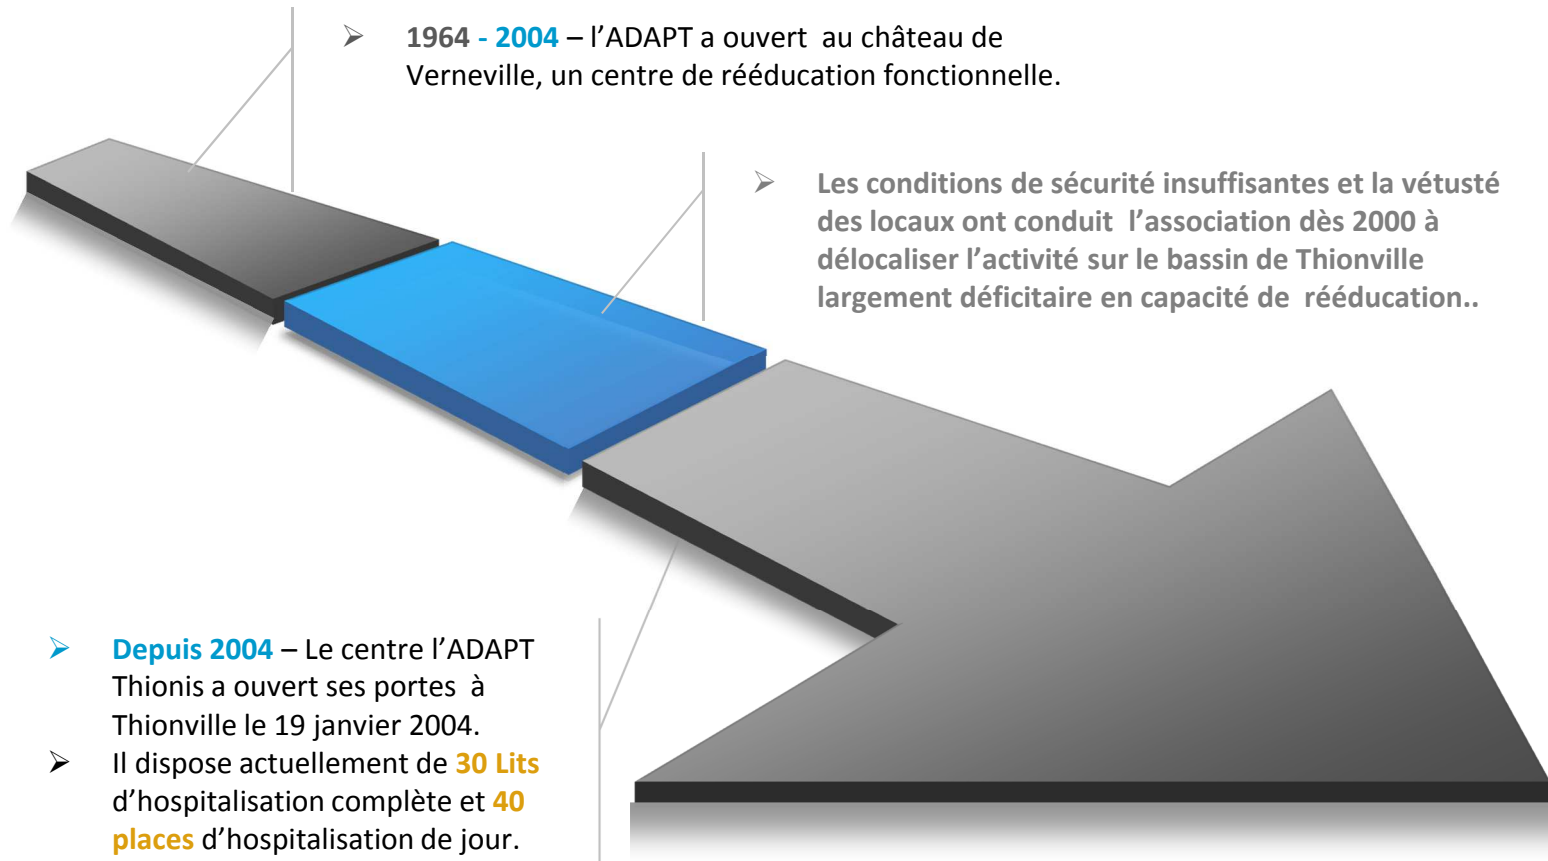 ➢ 1964 - 2004 – l’ADAPT a ouvert au château de
Verneville, un centre de rééducation fonctionnelle.
➢ Les conditions de sécurité insuffisantes et la vétusté
des locaux ont conduit l’association dès 2000 à
délocaliser l’activité sur le bassin de Thionville
largement déficitaire en capacité de rééducation..
➢ Depuis 2004 – Le centre l’ADAPT
Thionis a ouvert ses portes à
Thionville le 19 janvier 2004.
➢ Il dispose actuellement de 30 Lits
d’hospitalisation complète et 40
places d’hospitalisation de jour.